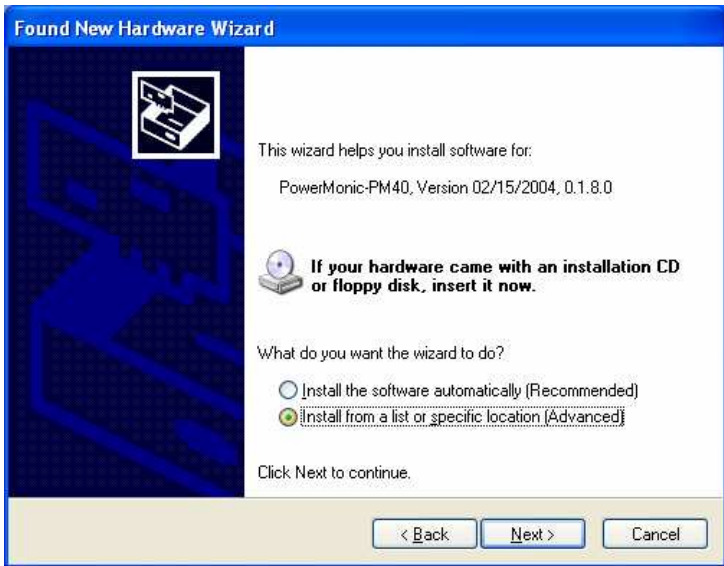 Found New Hardware Wizard
This wizard helps you install software for:
PowerMonic-PM40, Version 02/15/2004, 0.1.8.0
If your hardware came with an installation CD
or floppy disk, insert it now.
What do you want the wizard to do?
Install the software automatically (Recommended)
Install from a list or specific location (Advanced)
Click Next to continue.
< Back Next > Cancel